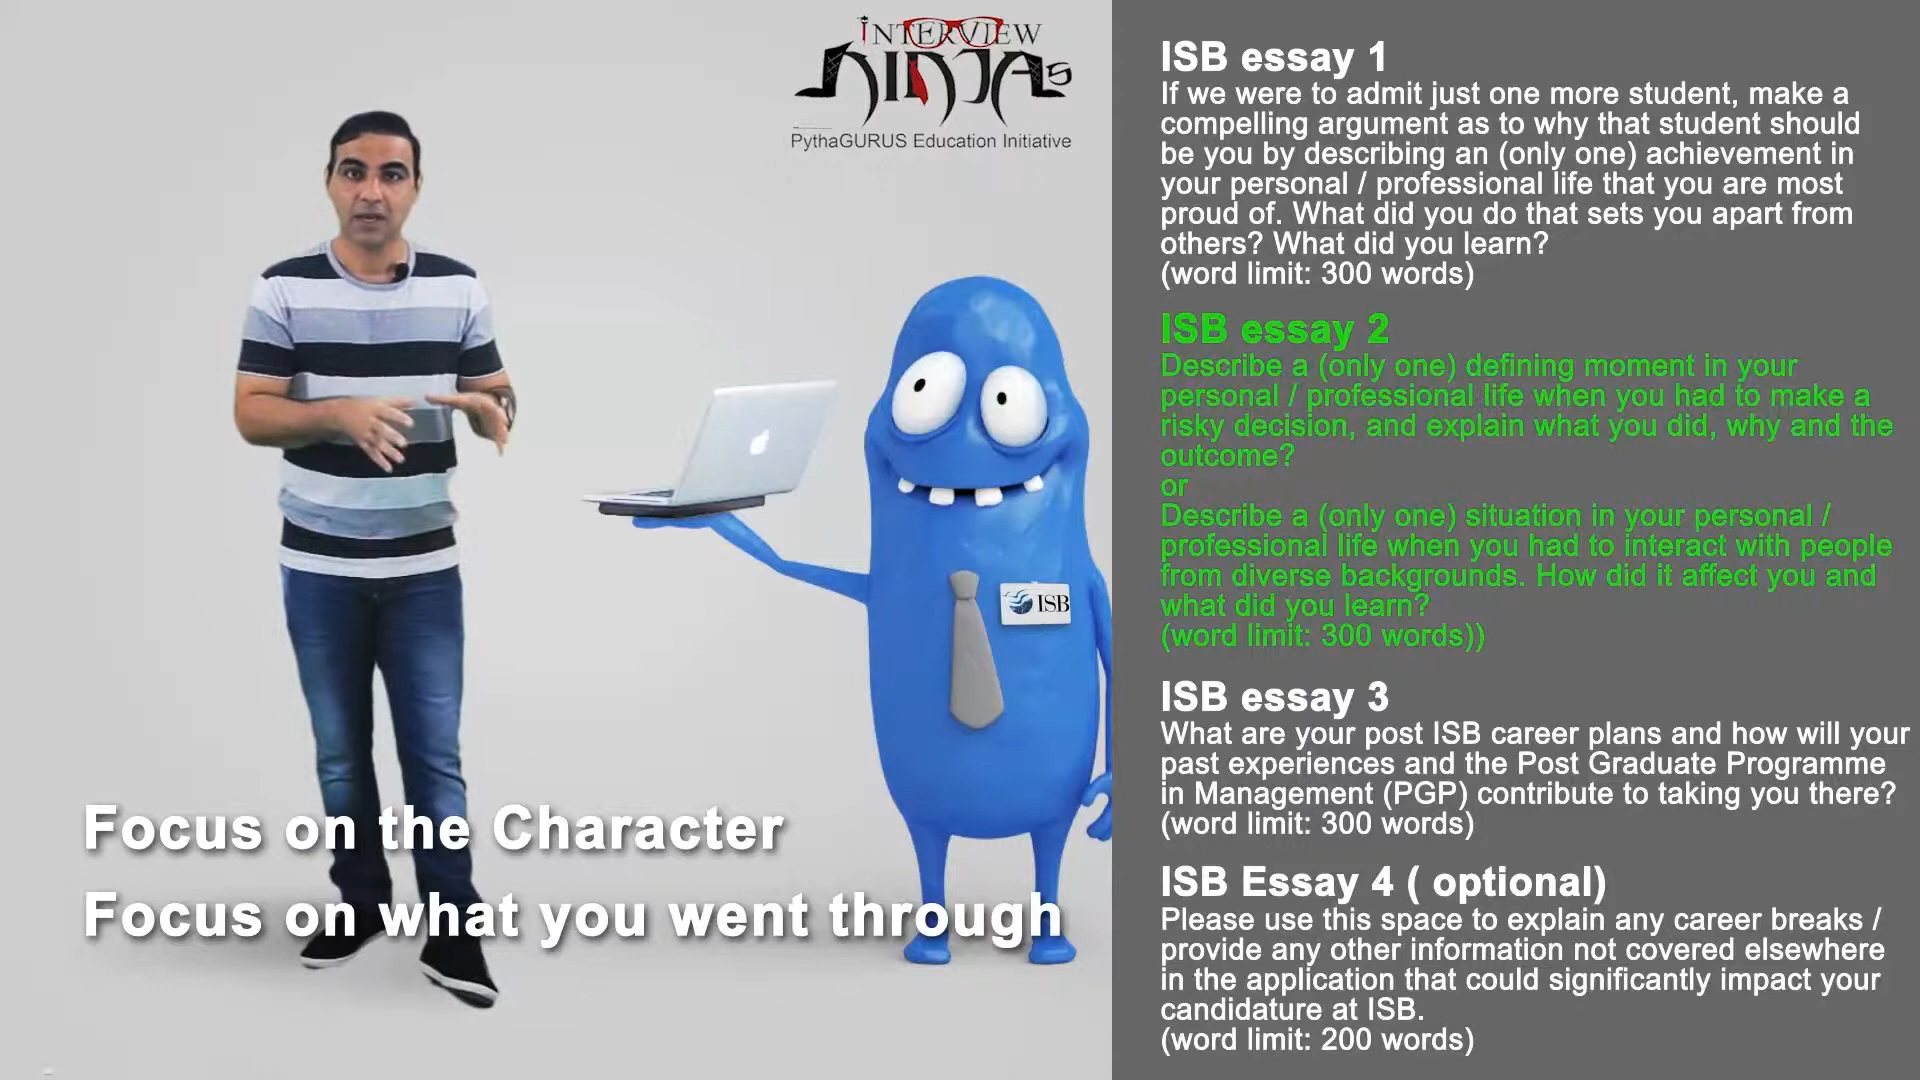 INTERVIEW
NINJAS
PythaGURUS Education Initiative
ISB
Focus on the Character
Focus on what you went through
ISB essay 1
If we were to admit just one more student, make a
compelling argument as to why that student should
be you by describing an (only one) achievement in
your personal / professional life that you are most
proud of. What did you do that sets you apart from
others? What did you learn?
(word limit: 300 words)
ISB essay 2
Describe a (only one) defining moment in your
personal / professional life when you had to make a
risky decision, and explain what you did, why and the
outcome?
or
Describe a (only one) situation in your personal /
professional life when you had to interact with people
from diverse backgrounds. How did it affect you and
what did you learn?
(word limit: 300 words))
ISB essay 3
What are your post ISB career plans and how will your
past experiences and the Post Graduate Programme
in Management (PGP) contribute to taking you there?
(word limit: 300 words)
ISB Essay 4 ( optional)
Please use this space to explain any career breaks /
provide any other information not covered elsewhere
in the application that could significantly impact your
candidature at ISB.
(word limit: 200 words)